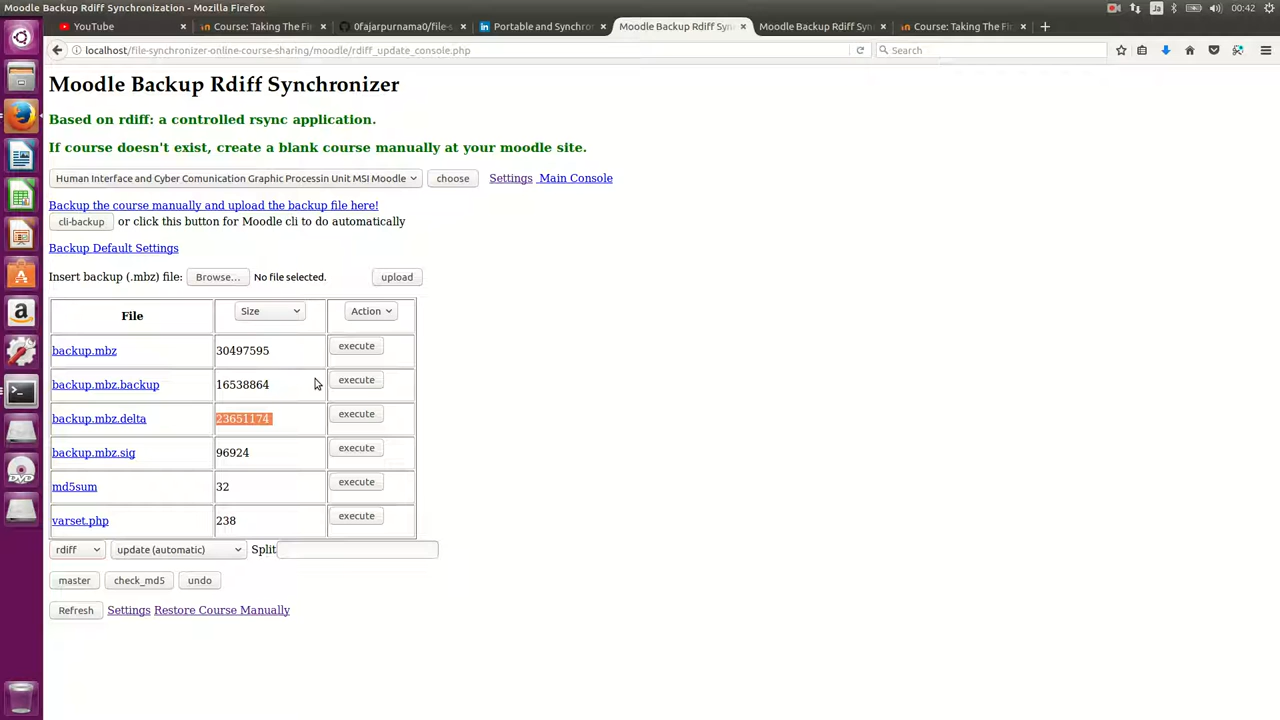 Moodle Backup Rdiff Synchronization - Mozilla Firefox
Ja
00:42
YouTube
Course: Taking The Fi
0fajarpurnama0/file-s
Portable and Synchro
Moodle Backup Rdiff Syn
Moodle Backup Rdiff Syn
Course: Taking The Fi
localhost/file-synchronizer-online-course-sharing/moodle/rdiff_update_console.php
Search
Moodle Backup Rdiff Synchronizer
Based on rdiff: a controlled rsync application.
If course doesn't exist, create a blank course manually at your moodle site.
Human Interface and Cyber Comunication Graphic Processin Unit MSI Moodle
choose
Settings Main Console
Backup the course manually and upload the backup file here!
cli-backup or click this button for Moodle cli to do automatically
Backup Default Settings
Insert backup (.mbz) file: Browse... No file selected. upload
File Size Action
backup.mbz 30497595 execute
backup.mbz.backup 16538864 execute
backup.mbz.delta 23651174 execute
backup.mbz.sig 96924 execute
md5sum 32 execute
varset.php 238 execute
rdiff update (automatic) Split
master check_md5 undo
Refresh Settings Restore Course Manually